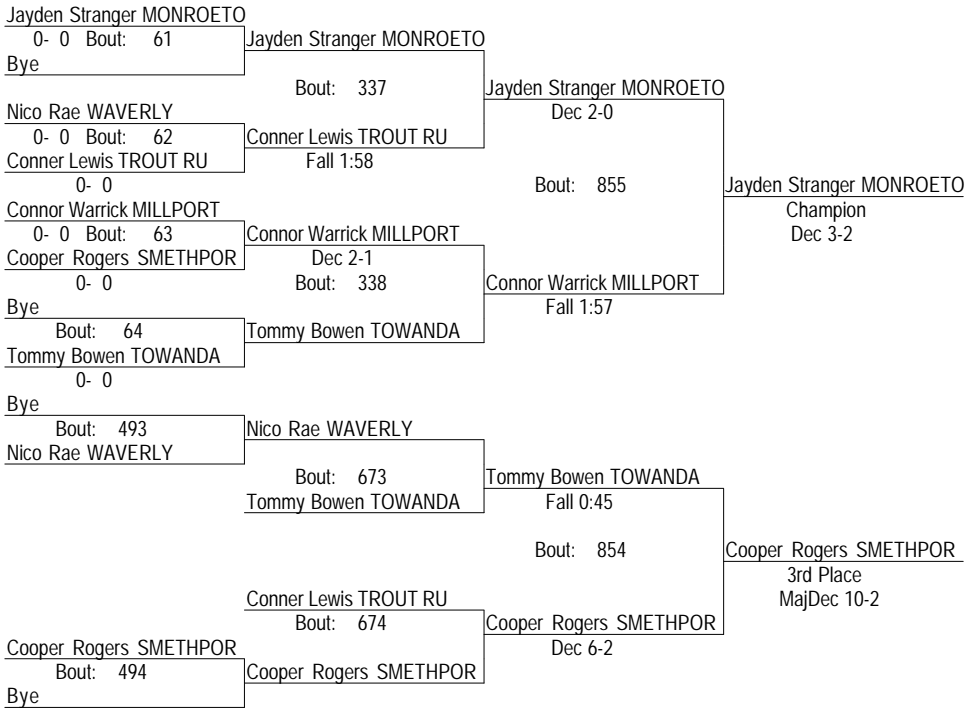 Jayden Stranger MONROETO
0- 0 Bout: 61
Jayden Stranger MONROETO
Bye
Bout: 337
Jayden Stranger MONROETO
Nico Rae WAVERLY
Dec 2-0
0- 0 Bout: 62
Conner Lewis TROUT RU
Conner Lewis TROUT RU
Fall 1:58
0- 0
Bout: 855
Jayden Stranger MONROETO
Connor Warrick MILLPORT
Champion
0- 0 Bout: 63
Connor Warrick MILLPORT
Dec 3-2
Cooper Rogers SMETHPOR
Dec 2-1
0- 0
Bout: 338
Connor Warrick MILLPORT
Bye
Fall 1:57
Bout: 64
Tommy Bowen TOWANDA
Tommy Bowen TOWANDA
0- 0
Bye
Bout: 493
Nico Rae WAVERLY
Nico Rae WAVERLY
Bout: 673
Tommy Bowen TOWANDA
Tommy Bowen TOWANDA
Fall 0:45
Bout: 854
Cooper Rogers SMETHPOR
3rd Place
Conner Lewis TROUT RU
MajDec 10-2
Bout: 674
Cooper Rogers SMETHPOR
Cooper Rogers SMETHPOR
Dec 6-2
Bout: 494
Cooper Rogers SMETHPOR
Bye